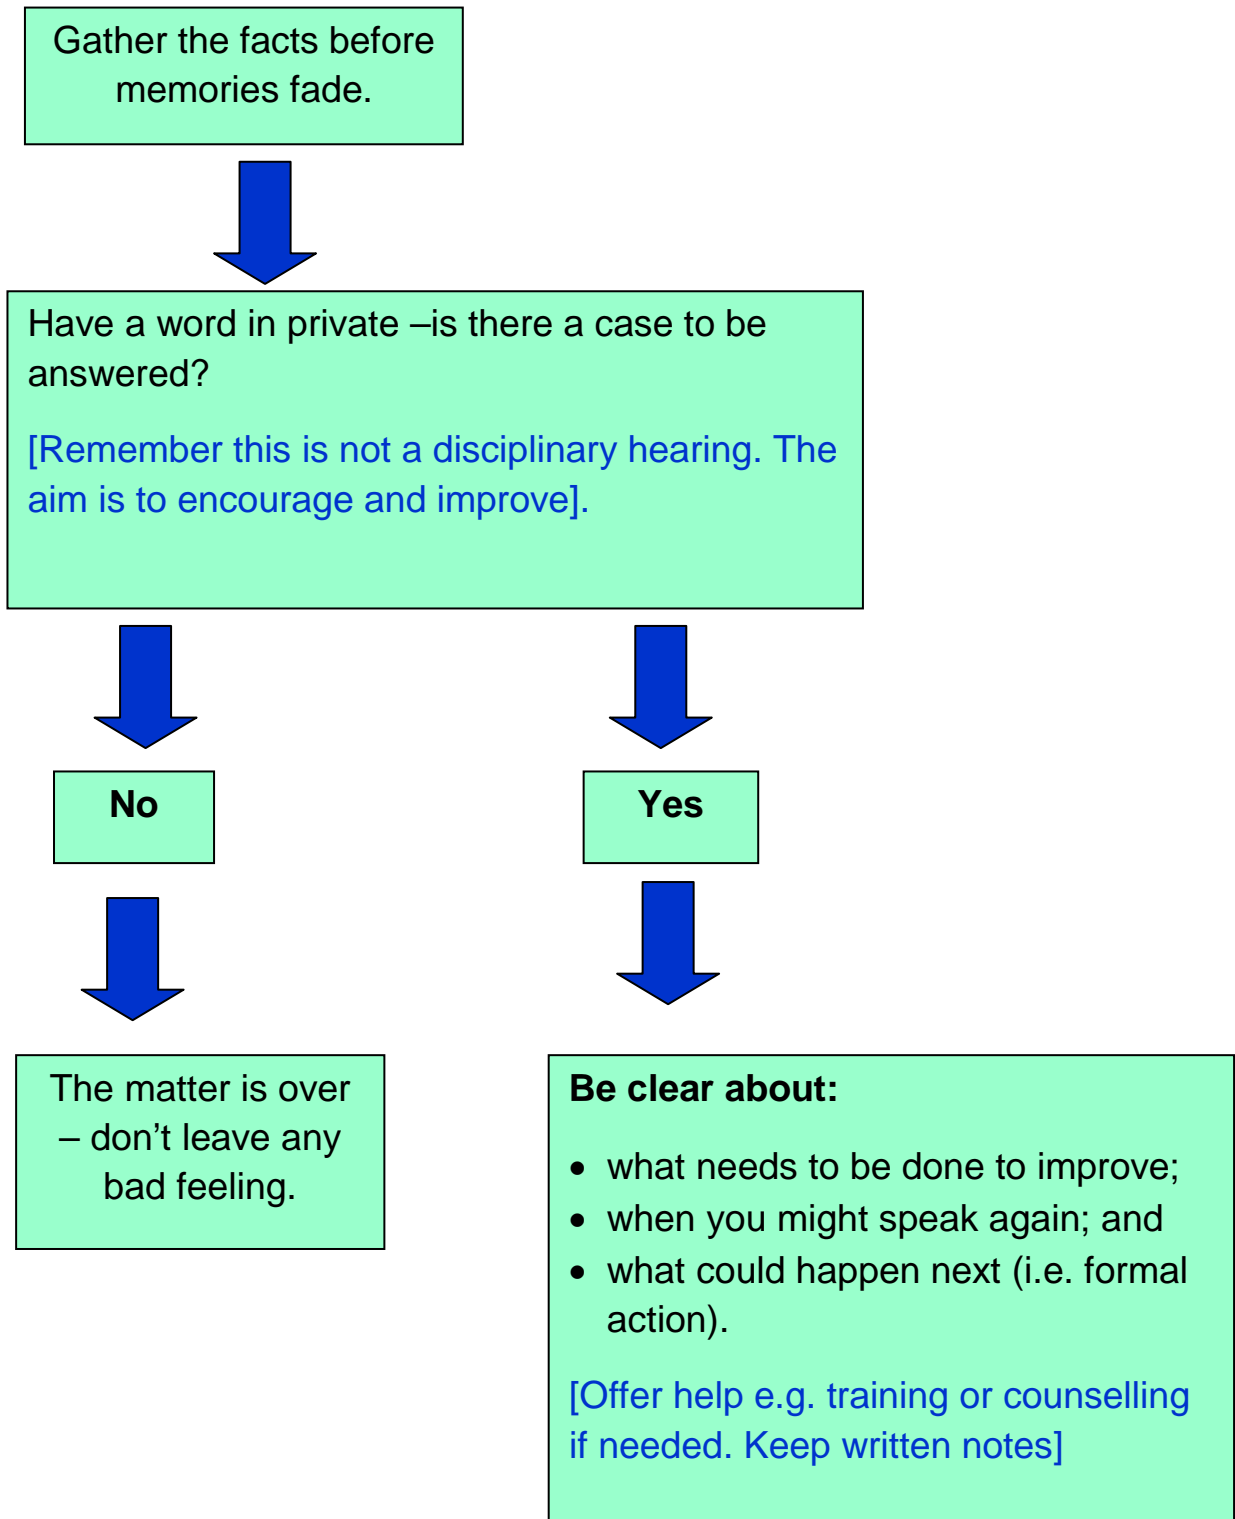 Gather the facts before
memories fade.
Have a word in private –is there a case to be
answered?
[Remember this is not a disciplinary hearing. The
aim is to encourage and improve].
No
Yes
The matter is over
– don’t leave any
bad feeling.
Be clear about:
• what needs to be done to improve;
• when you might speak again; and
• what could happen next (i.e. formal
action).
[Offer help e.g. training or counselling
if needed. Keep written notes]